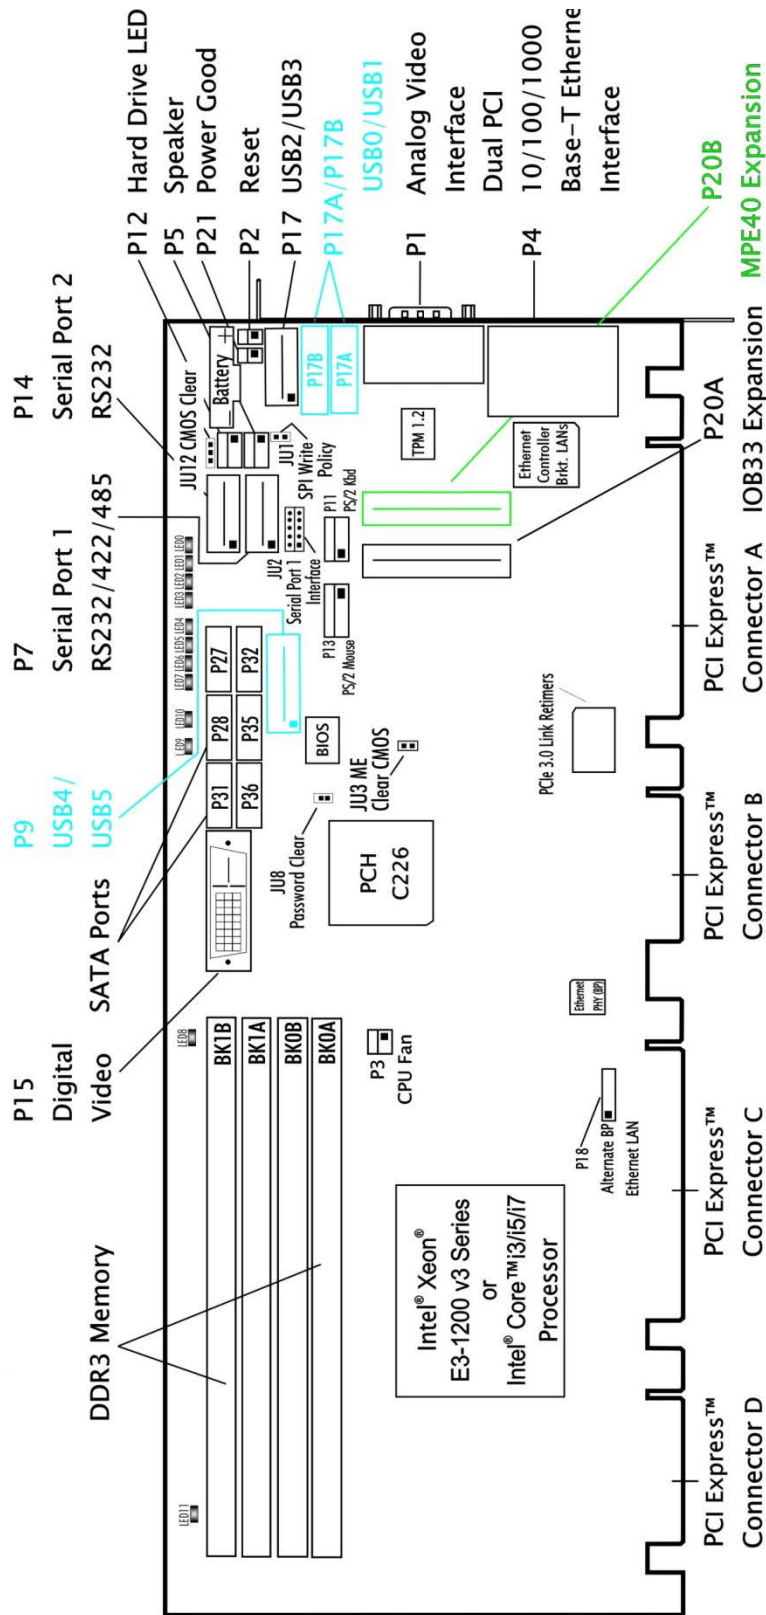 P12 Hard Drive LED
P5 Speaker
P21 Power Good
P2 Reset
P17 USB2/USB3
P17A/P17B
USB0/USB1
P1 Analog Video
Interface
Dual PCI
P4 10/100/1000
Base-T Etherne
Interface
P20B
MPE40 Expansion
P14
Serial Port 2
RS232
P7
Serial Port 1
RS232/422/485
P9
USB4/
USB5
SATA Ports
P15
Digital
Video
DDR3 Memory
LED11
LED8
LED9
LED10
LED7 LED6 LED5 LED4
LED3 LED2 LED1 LED0
JU12 CMOS Clear
Battery
+
P17B
P17A
JU1
SPI Write
Policy
JU2
Serial Port 1
Interface
P11
PS/2 Kbd
P13
PS/2 Mouse
TPM 1.2
Ethernet
Controller
Brkt. LANs
P20A
IOB33 Expansion
P31
P28
P27
P36
P35
P32
BIOS
JU8
Password Clear
JU3 ME
Clear CMOS
PCH
C226
PCIe 3.0 Link Retimers
BK1B
BK1A
BK0B
BK0A
P3
CPU Fan
Ethernet
PHY (BP)
P18
Alternate BP
Ethernet LAN
Intel® Xeon®
E3-1200 v3 Series
or
Intel® Core™i3/i5/i7
Processor
PCI Express™
Connector D
PCI Express™
Connector C
PCI Express™
Connector B
PCI Express™
Connector A